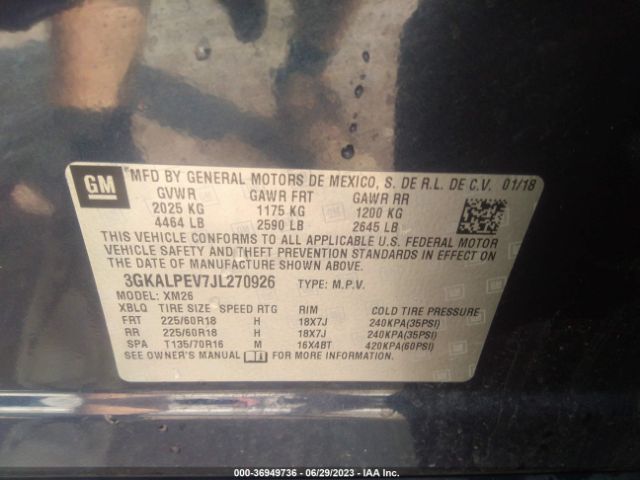 GM
MFD BY GENERAL MOTORS DE MEXICO, S. DE R.L. DE C.V. 01/18
GVWR GAWR FRT GAWR RR
2025 KG 1175 KG 1200 KG
4464 LB 2590 LB 2645 LB
THIS VEHICLE CONFORMS TO ALL APPLICABLE U.S. FEDERAL MOTOR
VEHICLE SAFETY AND THEFT PREVENTION STANDARDS IN EFFECT ON
THE DATE OF MANUFACTURE SHOWN ABOVE.
3GKALPEV7JL270926 TYPE: M.P.V.
MODEL: XM26
XBLQ TIRE SIZE SPEED RTG RIM COLD TIRE PRESSURE
FRT 225/60R18 H 18X7J 240KPA(35PSI)
RR 225/60R18 H 18X7J 240KPA(35PSI)
SPA T135/70R16 M 16X4BT 420KPA(60PSI)
SEE OWNER'S MANUAL FOR MORE INFORMATION.
000-36949736 - 06/29/2023 - IAA Inc.